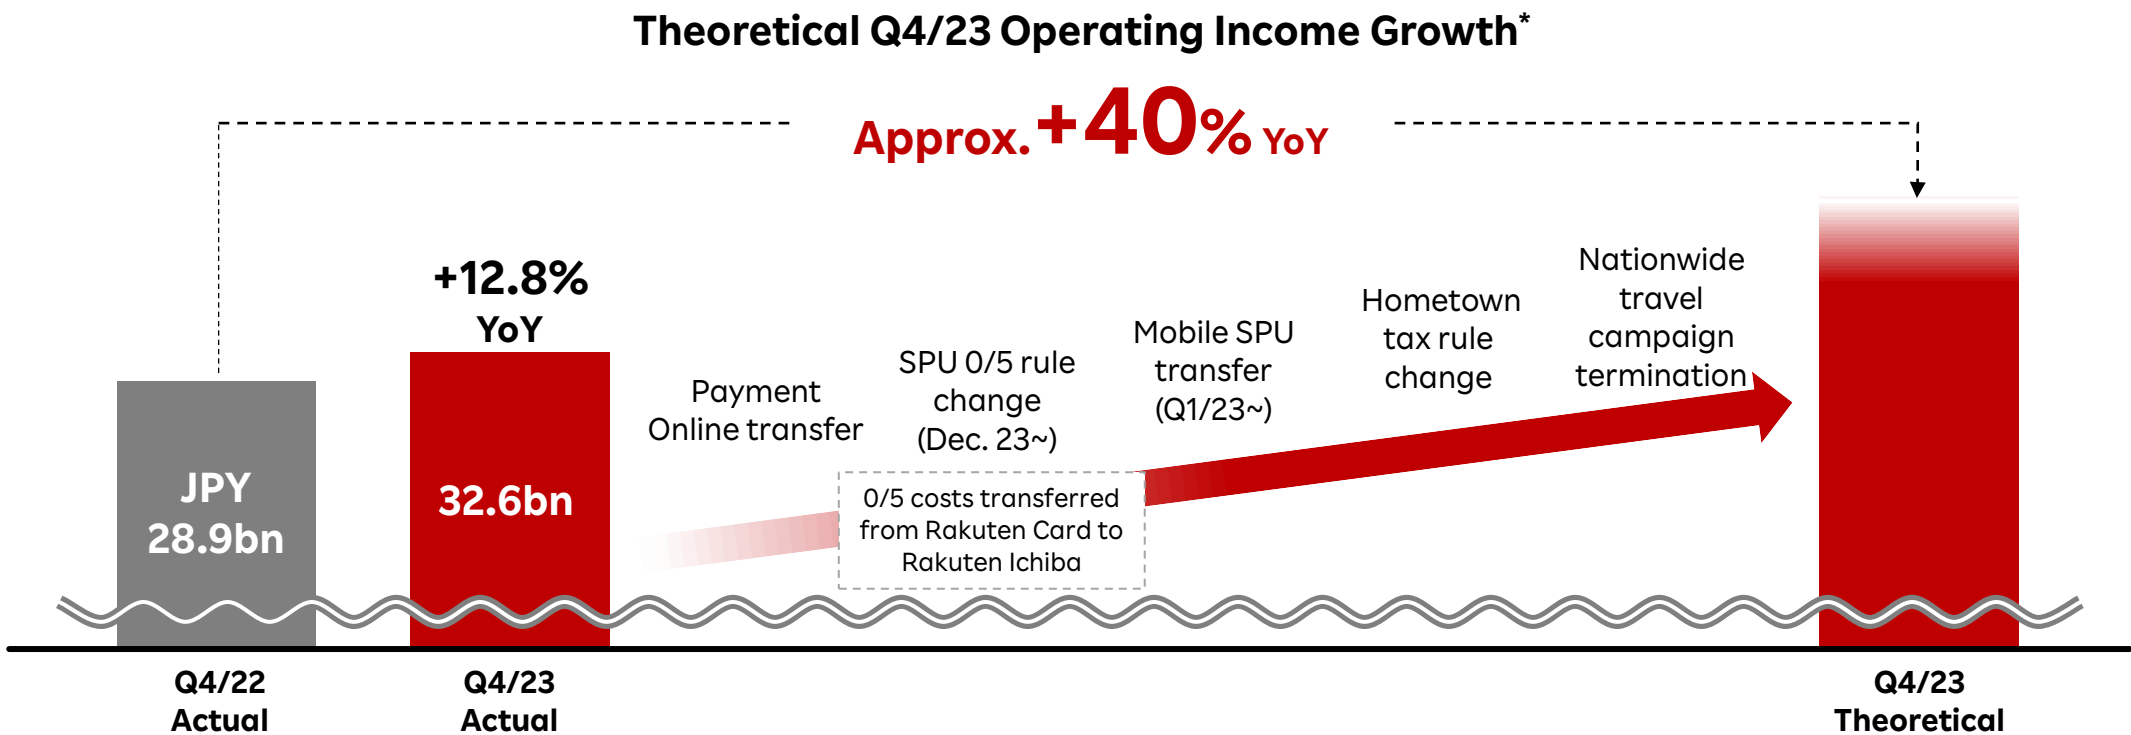 Theoretical Q4/23 Operating Income Growth*
Approx. +40% YoY
+12.8%
YoY
JPY
28.9bn
32.6bn
Payment
Online transfer
SPU 0/5 rule
change
(Dec. 23~)
0/5 costs transferred
from Rakuten Card to
Rakuten Ichiba
Mobile SPU
transfer
(Q1/23~)
Hometown
tax rule
change
Nationwide
travel
campaign
termination
Q4/22
Actual
Q4/23
Actual
Q4/23
Theoretical